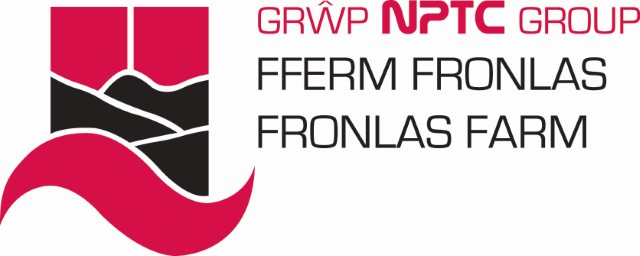 GRŴP NPTC GROUP
FFERM FRONLAS
FRONLAS FARM